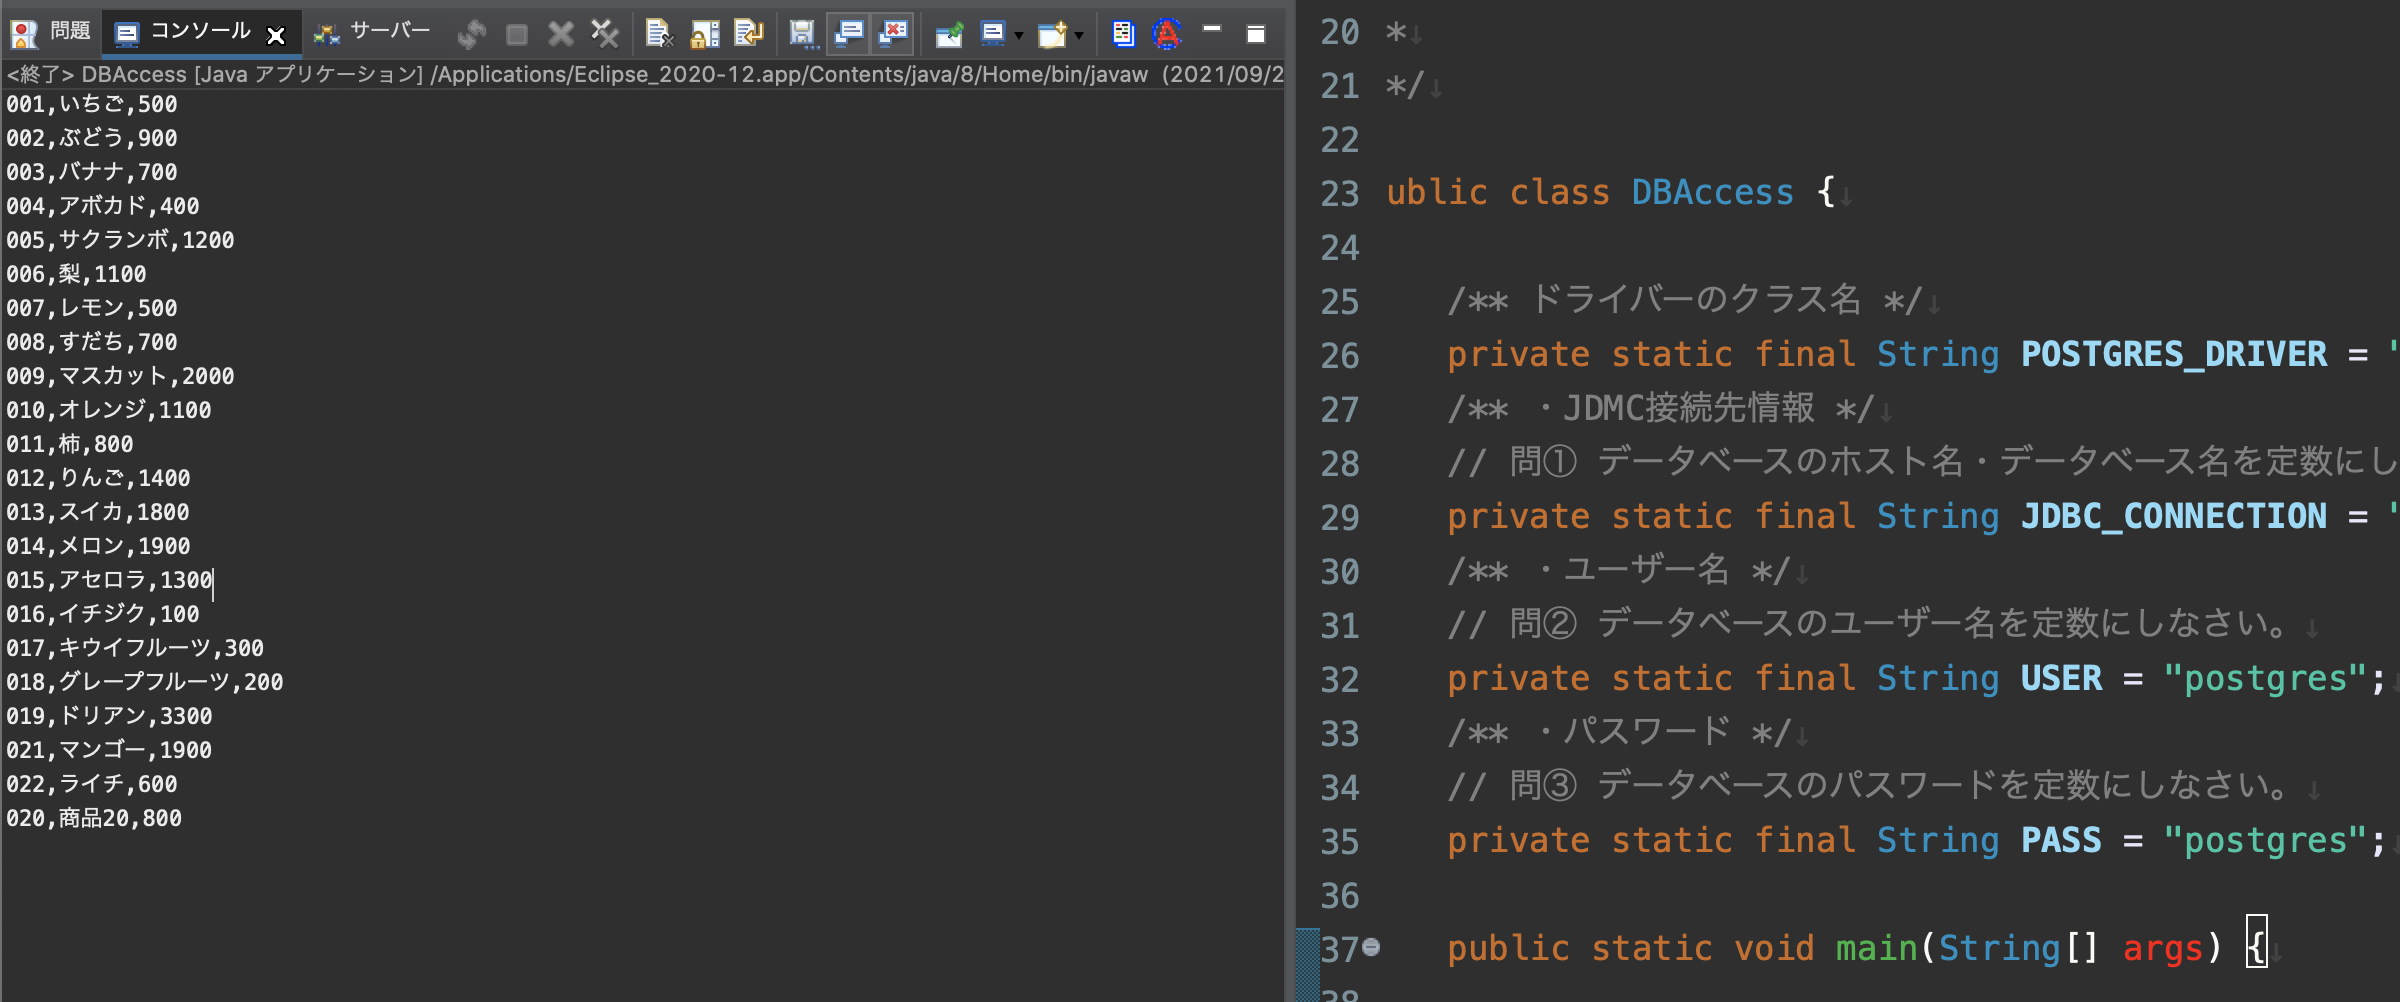 問題 コンソール サーバー
<終了> DBAccess [Java アプリケーション] /Applications/Eclipse_2020-12.app/Contents/java/8/Home/bin/javaw (2021/09/2
001,いちご,500
002,ぶどう,900
003,バナナ,700
004,アボカド,400
005,サクランボ,1200
006,梨,1100
007,レモン,500
008,すだち,700
009,マスカット,2000
010,オレンジ,1100
011,柿,800
012,りんご,1400
013,スイカ,1800
014,メロン,1900
015,アセロラ,1300
016,イチジク,100
017,キウイフルーツ,300
018,グレープフルーツ,200
019,ドリアン,3300
021,マンゴー,1900
022,ライチ,600
020,商品20,800
20 *↓
21 */↓
22
23 ublic class DBAccess {↓
24
25 /** ドライバーのクラス名 */↓
26 private static final String POSTGRES_DRIVER = "
27 /** ・JDMC接続先情報 */↓
28 // 問① データベースのホスト名・データベース名を定数にし
29 private static final String JDBC_CONNECTION = "
30 /** ・ユーザー名 */↓
31 // 問② データベースのユーザー名を定数にしなさい。↓
32 private static final String USER = "postgres";
33 /** ・パスワード */↓
34 // 問③ データベースのパスワードを定数にしなさい。↓
35 private static final String PASS = "postgres";
36
37 public static void main(String[] args) {↓
38